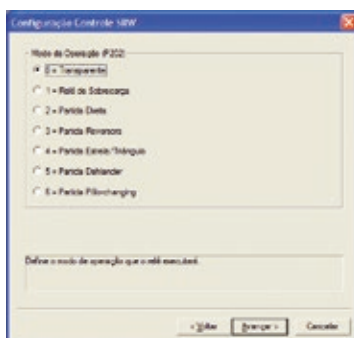 Configuração Controle SRW
Modo de Operação (P202)
0 = Transparente
1 = Relé de Sobrecarga
2 = Partida Direta
3 = Partida Reversora
4 = Partida Estrela/Triângulo
5 = Partida Dahlander
6 = Partida Pole-changing
Define o modo de operação que o relé executará.
< Voltar
Avançar >
Cancelar